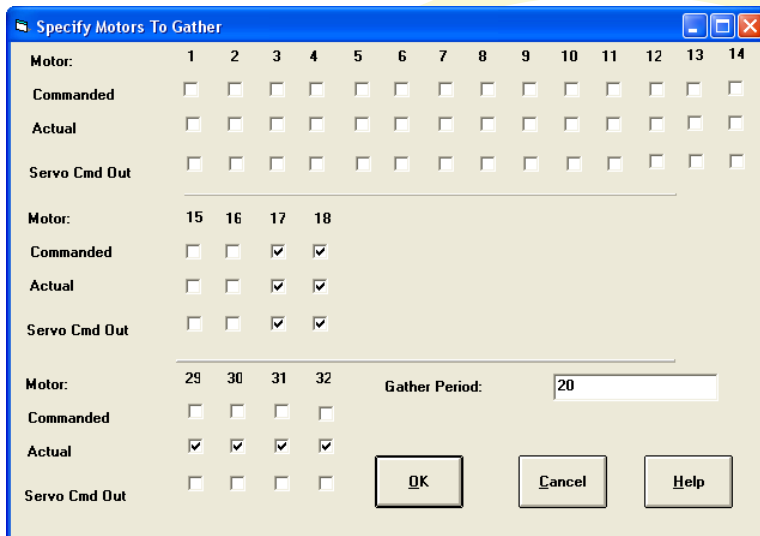 Specify Motors To Gather
Motor: 1 2 3 4 5 6 7 8 9 10 11 12 13 14
Commanded
Actual
Servo Cmd Out
Motor: 15 16 17 18
Commanded
Actual
Servo Cmd Out
Motor: 29 30 31 32 Gather Period: 20
Commanded
Actual
Servo Cmd Out
OK Cancel Help